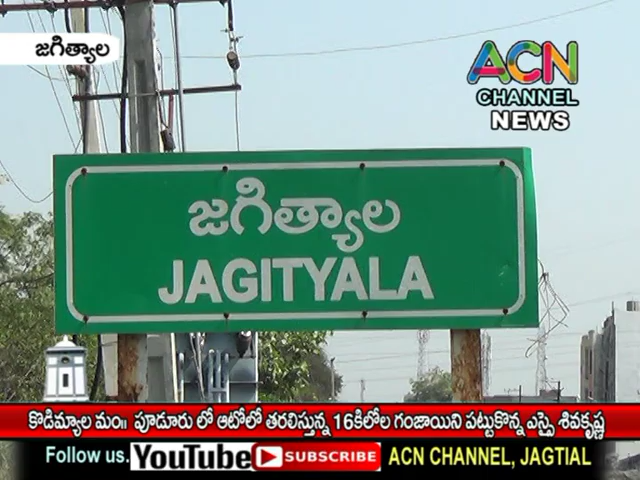 జగిత్యాల
ACN
CHANNEL
NEWS
జగిత్యాల
JAGITYALA
కొడిమ్యాల మం॥ పూడూరు లో ఆటోలో తరలిస్తున్న 16కిలోల గంజాయిని పట్టుకొన్న ఎస్సై శివకృష్ణ
Follow us. YouTube SUBSCRIBE ACN CHANNEL, JAGTIAL